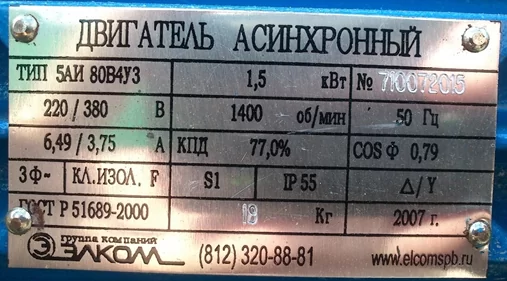 ДВИГАТЕЛЬ АСИНХРОННЫЙ
ТИП 5АИ 80В4У3 1,5 кВт № 710072015
220 / 380 В 1400 об/мин 50 Гц
6,49 / 3,75 А КПД 77,0% COS Ф 0,79
3Ф~ КЛ.ИЗОЛ. F S1 IP 55 Δ/Y
ГОСТ Р 51689-2000 18 Кг 2007 г.
группа компаний
ЭЛКОМ (812) 320-88-81 www.elcomspb.ru